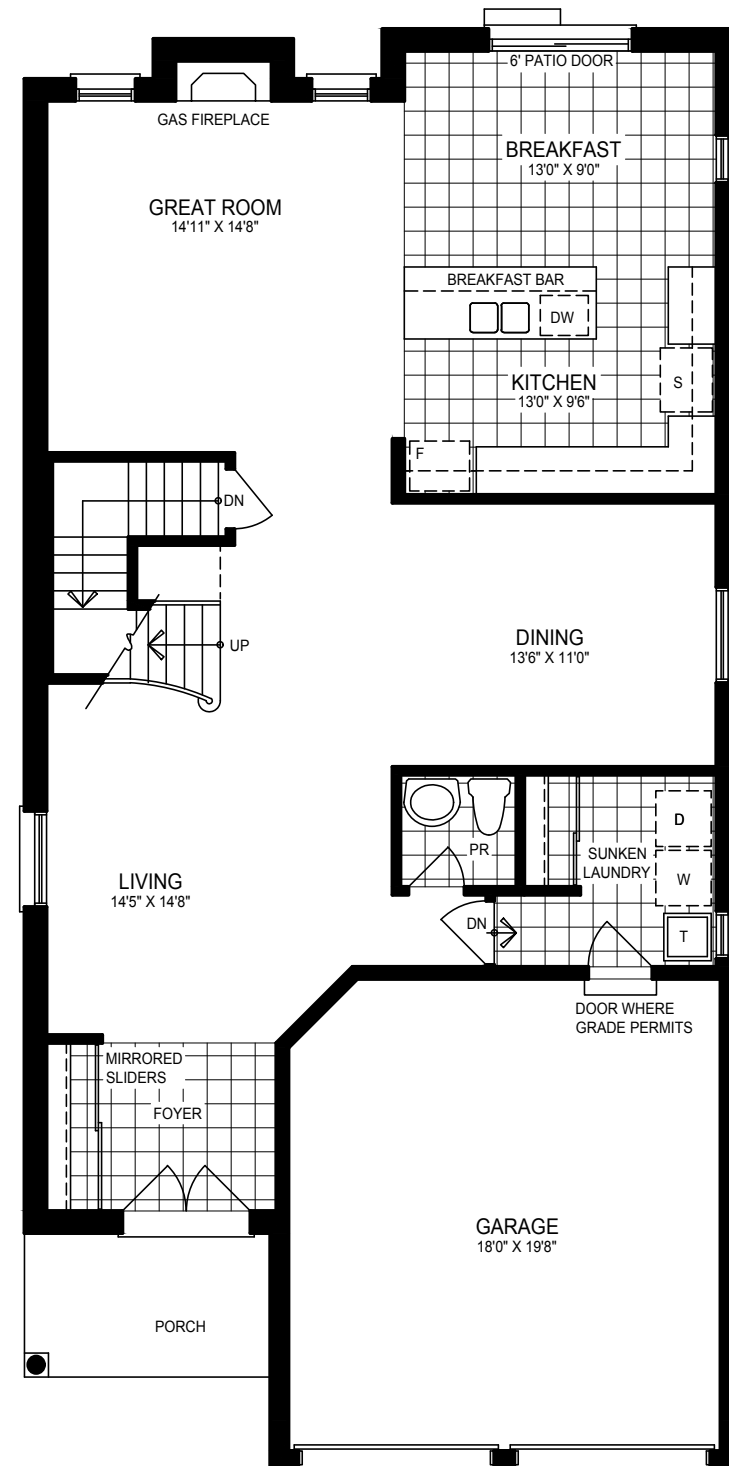 6' PATIO DOOR
GAS FIREPLACE
BREAKFAST
13'0" X 9'0"
GREAT ROOM
14'11" X 14'8"
BREAKFAST BAR
DW
KITCHEN
13'0" X 9'6"
S
F
DN
UP
DINING
13'6" X 11'0"
D
PR
SUNKEN
LAUNDRY
W
LIVING
14'5" X 14'8"
DN
T
DOOR WHERE
GRADE PERMITS
MIRRORED
SLIDERS
FOYER
GARAGE
18'0" X 19'8"
PORCH